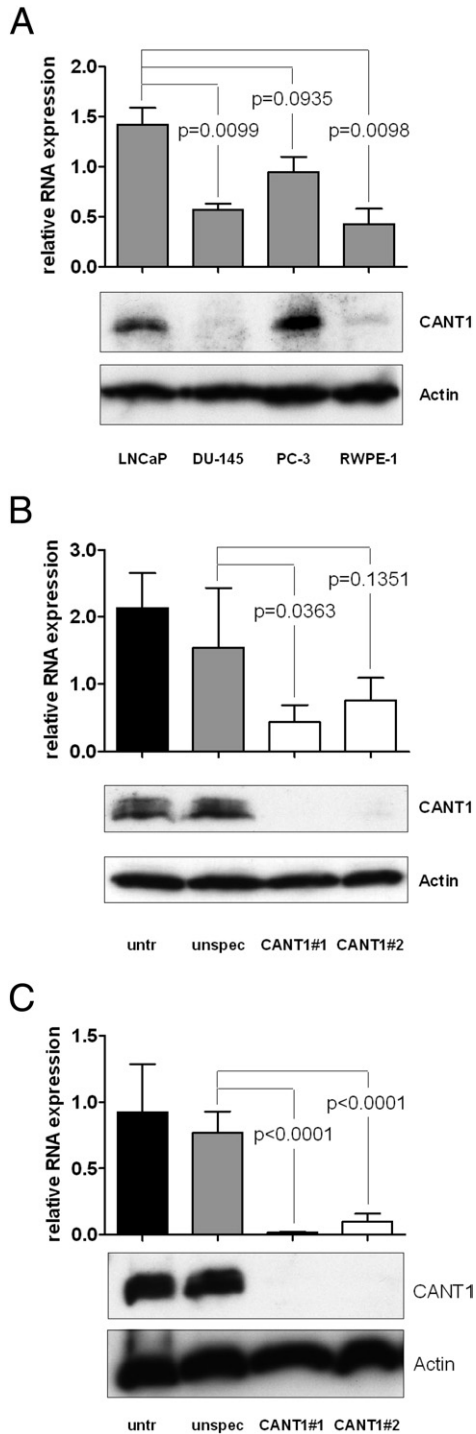 A
relative RNA expression
2.0
1.5
1.0
0.5
0.0
p=0.0099
p=0.0935
p=0.0098
CANT1
Actin
LNCaP DU-145 PC-3 RWPE-1
B
relative RNA expression
3.0
2.0
1.0
0.0
p=0.0363
p=0.1351
CANT1
Actin
untr unspec CANT1#1 CANT1#2
C
relative RNA expression
1.5
1.0
0.5
0.0
p<0.0001
p<0.0001
CANT1
Actin
untr unspec CANT1#1 CANT1#2